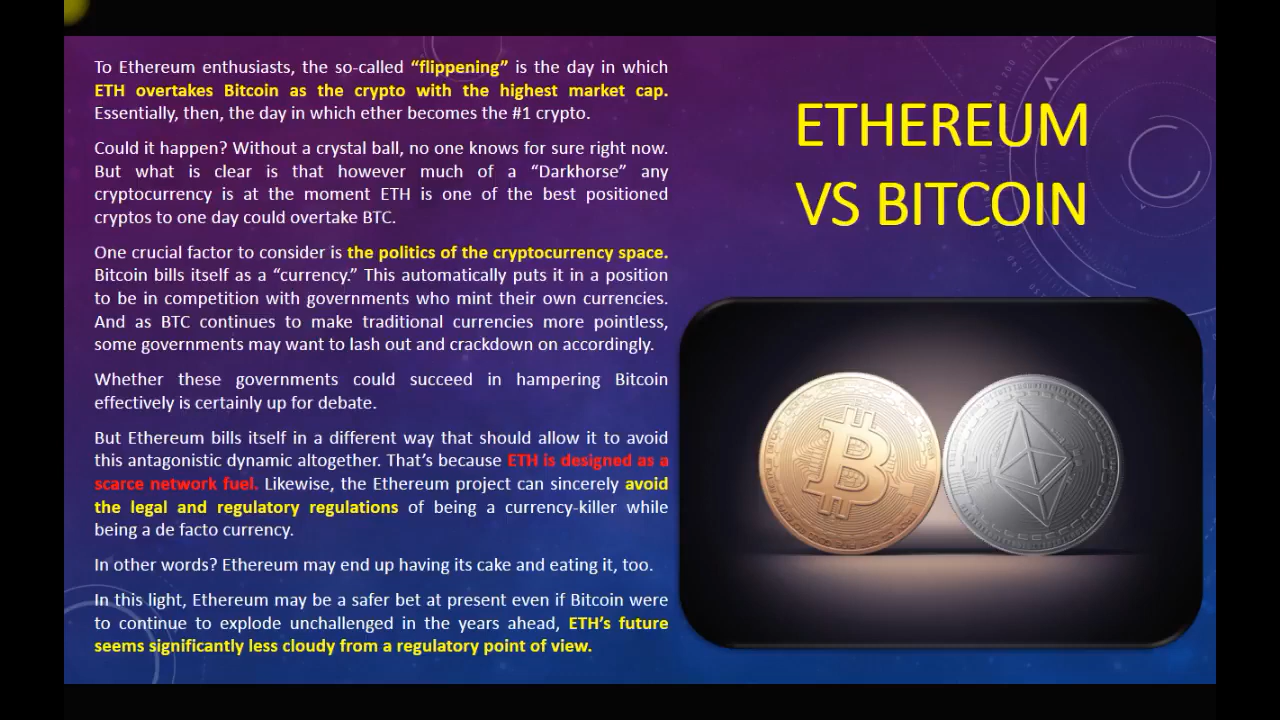 To Ethereum enthusiasts, the so-called “flippening” is the day in which
ETH overtakes Bitcoin as the crypto with the highest market cap.
Essentially, then, the day in which ether becomes the #1 crypto.
Could it happen? Without a crystal ball, no one knows for sure right now.
But what is clear is that however much of a “Darkhorse” any
cryptocurrency is at the moment ETH is one of the best positioned
cryptos to one day could overtake BTC.
One crucial factor to consider is the politics of the cryptocurrency space.
Bitcoin bills itself as a “currency.” This automatically puts it in a position
to be in competition with governments who mint their own currencies.
And as BTC continues to make traditional currencies more pointless,
some governments may want to lash out and crackdown on accordingly.
Whether these governments could succeed in hampering Bitcoin
effectively is certainly up for debate.
But Ethereum bills itself in a different way that should allow it to avoid
this antagonistic dynamic altogether. That’s because ETH is designed as a
scarce network fuel. Likewise, the Ethereum project can sincerely avoid
the legal and regulatory regulations of being a currency-killer while
being a de facto currency.
In other words? Ethereum may end up having its cake and eating it, too.
In this light, Ethereum may be a safer bet at present even if Bitcoin were
to continue to explode unchallenged in the years ahead, ETH’s future
seems significantly less cloudy from a regulatory point of view.
ETHEREUM
VS BITCOIN